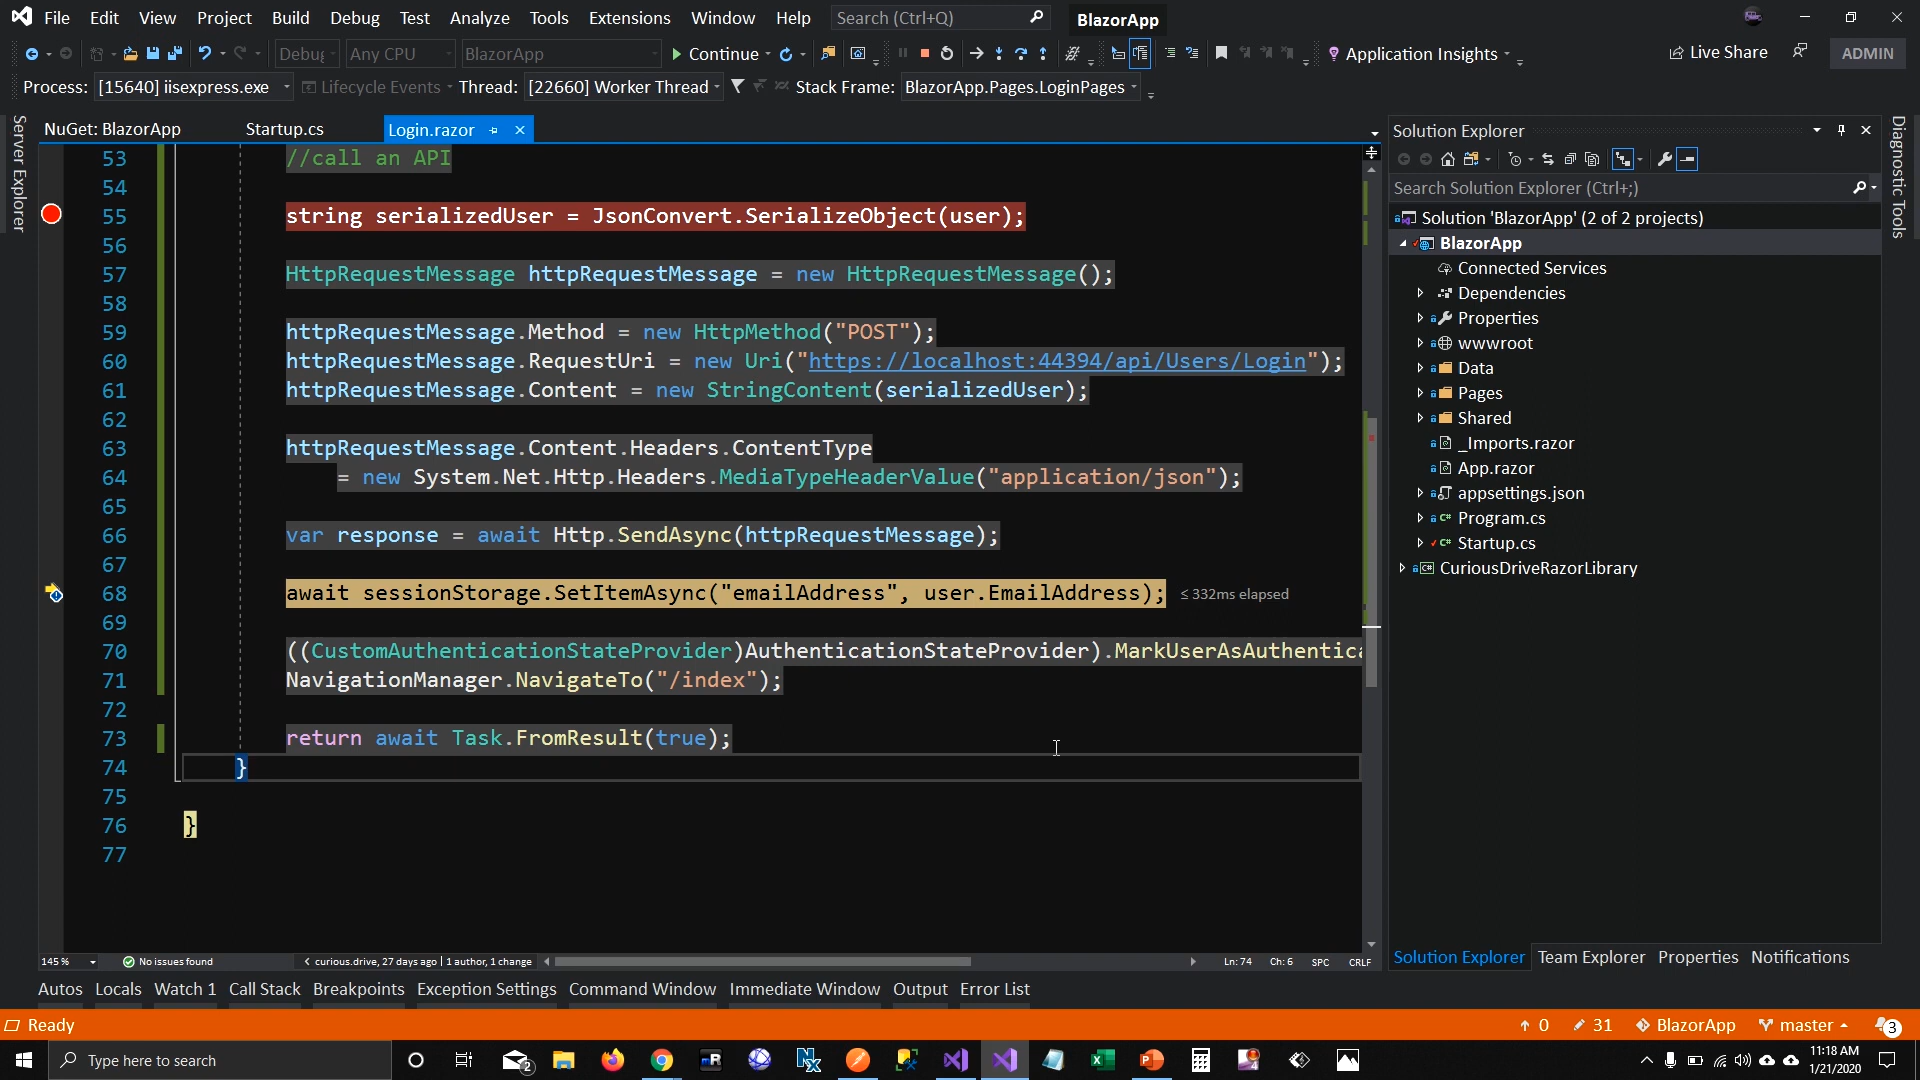 File Edit View Project Build Debug Test Analyze Tools Extensions Window Help Search (Ctrl+Q) BlazorApp
Debug Any CPU BlazorApp Continue Application Insights Live Share ADMIN
Process: [15640] iisexpress.exe Lifecycle Events Thread: [22660] Worker Thread Stack Frame: BlazorApp.Pages.LoginPages
Server Explorer
NuGet: BlazorApp Startup.cs Login.razor
53 //call an API
54
55 string serializedUser = JsonConvert.SerializeObject(user);
56
57 HttpRequestMessage httpRequestMessage = new HttpRequestMessage();
58
59 httpRequestMessage.Method = new HttpMethod("POST");
60 httpRequestMessage.RequestUri = new Uri("https://localhost:44394/api/Users/Login");
61 httpRequestMessage.Content = new StringContent(serializedUser);
62
63 httpRequestMessage.Content.Headers.ContentType
64 = new System.Net.Http.Headers.MediaTypeHeaderValue("application/json");
65
66 var response = await Http.SendAsync(httpRequestMessage);
67
68 await sessionStorage.SetItemAsync("emailAddress", user.EmailAddress); ≤ 332ms elapsed
69
70 ((CustomAuthenticationStateProvider)AuthenticationStateProvider).MarkUserAsAuthentica
71 NavigationManager.NavigateTo("/index");
72
73 return await Task.FromResult(true);
74 }
75
76 }
77
145 % No issues found curious.drive, 27 days ago | 1 author, 1 change Ln: 74 Ch: 6 SPC CRLF
Solution Explorer
Search Solution Explorer (Ctrl+;)
Solution 'BlazorApp' (2 of 2 projects)
BlazorApp
Connected Services
Dependencies
Properties
wwwroot
Data
Pages
Shared
_Imports.razor
App.razor
appsettings.json
Program.cs
Startup.cs
CuriousDriveRazorLibrary
Solution Explorer Team Explorer Properties Notifications
Diagnostic Tools
Autos Locals Watch 1 Call Stack Breakpoints Exception Settings Command Window Immediate Window Output Error List
Ready 0 31 BlazorApp master 3
Type here to search 2 11:18 AM
1/21/2020